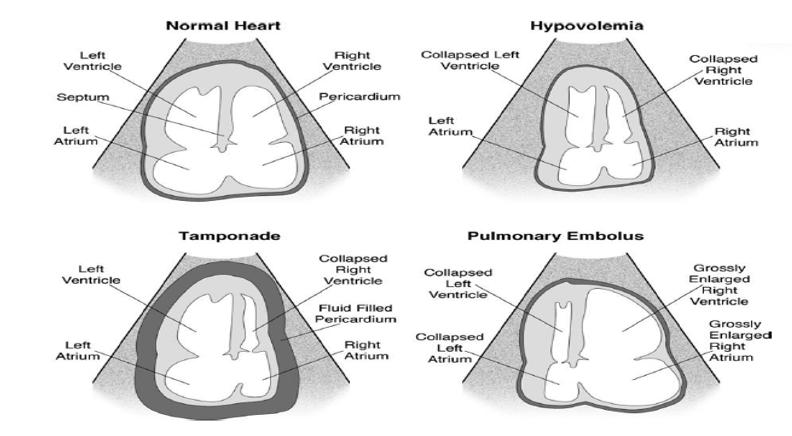 Normal Heart
Left
Ventricle
Septum
Left
Atrium
Right
Ventricle
Pericardium
Right
Atrium
Hypovolemia
Collapsed Left
Ventricle
Left
Atrium
Collapsed
Right
Ventricle
Right
Atrium
Tamponade
Left
Ventricle
Left
Atrium
Collapsed
Right
Ventricle
Fluid Filled
Pericardium
Right
Atrium
Pulmonary Embolus
Collapsed
Left
Ventricle
Collapsed
Left
Atrium
Grossly
Enlarged
Right
Ventricle
Grossly
Enlarged
Right
Atrium